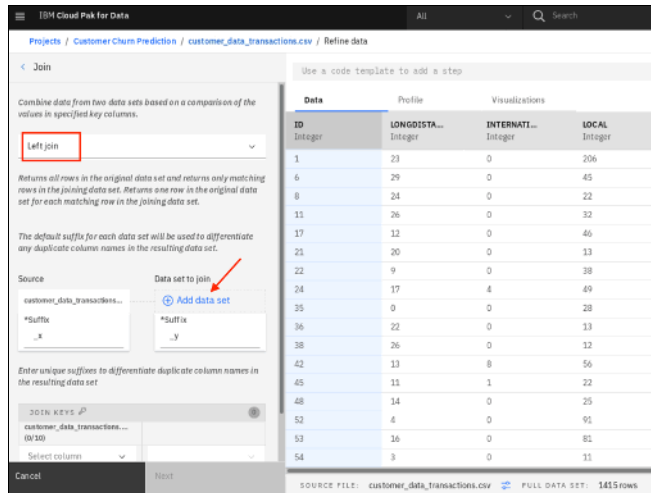 IBM Cloud Pak for Data
All
Search
Projects / Customer Churn Prediction / customer_data_transactions.csv / Refine data
Join
Combine data from two data sets based on a comparison of the
values in specified key columns.
Left join
Returns all rows in the original data set and returns only matching
rows in the joining data set. Returns one row in the original data
set for each matching row in the joining data set.
The default suffix for each data set will be used to differentiate
any duplicate column names in the resulting data set.
Source
Data set to join
customer_data_transactions...
Add data set
*Suffix
*Suffix
_x
_y
Enter unique suffixes to differentiate duplicate column names in
the resulting data set
JOIN KEYS
customer_data_transactions....
(0/10)
Select column
Cancel
Next
Use a code template to add a step
Data Profile Visualizations
ID LONGDISTA... INTERNATI... LOCAL
Integer Integer Integer Integer
1 23 0 206
6 29 0 45
8 24 0 22
11 26 0 32
17 12 0 46
21 20 0 13
22 9 0 38
24 17 4 49
35 0 0 28
36 22 0 13
38 26 0 12
42 13 8 56
45 11 1 22
48 14 0 25
52 4 0 91
53 16 0 81
54 3 0 11
SOURCE FILE: customer_data_transactions.csv FULL DATA SET: 1415 rows